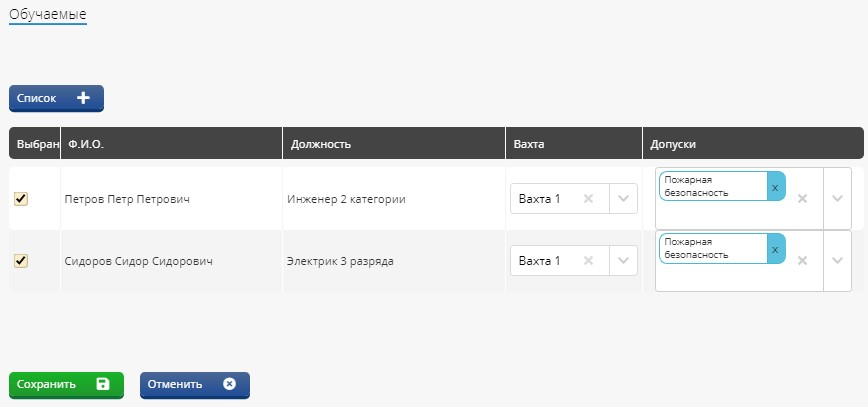 Обучаемые
Список
Выбран Ф.И.О. Должность Вахта Допуски
Петров Петр Петрович Инженер 2 категории Вахта 1 Пожарная
безопасность x
Сидоров Сидор Сидорович Электрик 3 разряда Вахта 1 Пожарная
безопасность x
Сохранить Отменить